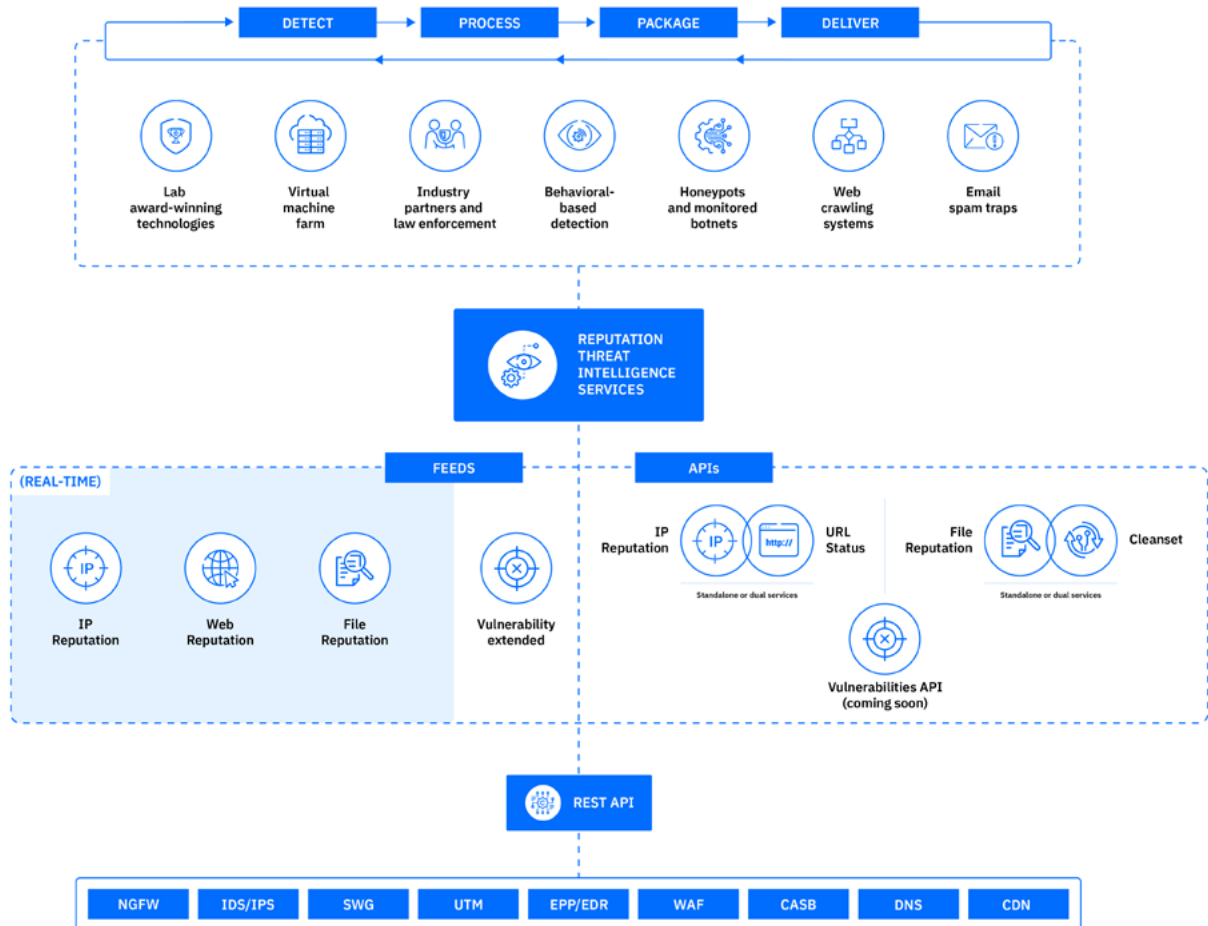 DETECT
PROCESS
PACKAGE
DELIVER
Lab
award-winning
technologies
Virtual
machine
farm
Industry
partners and
law enforcement
Behavioral-
based
detection
Honeypots
and monitored
botnets
Web
crawling
systems
Email
spam traps
REPUTATION
THREAT
INTELLIGENCE
SERVICES
FEEDS
APIs
(REAL-TIME)
IP
IP
Reputation
Web
Reputation
File
Reputation
Vulnerability
extended
IP
Reputation
IP
http://
URL
Status
Standalone or dual services
File
Reputation
Cleanset
Standalone or dual services
Vulnerabilities API
(coming soon)
REST API
NGFW
IDS/IPS
SWG
UTM
EPP/EDR
WAF
CASB
DNS
CDN